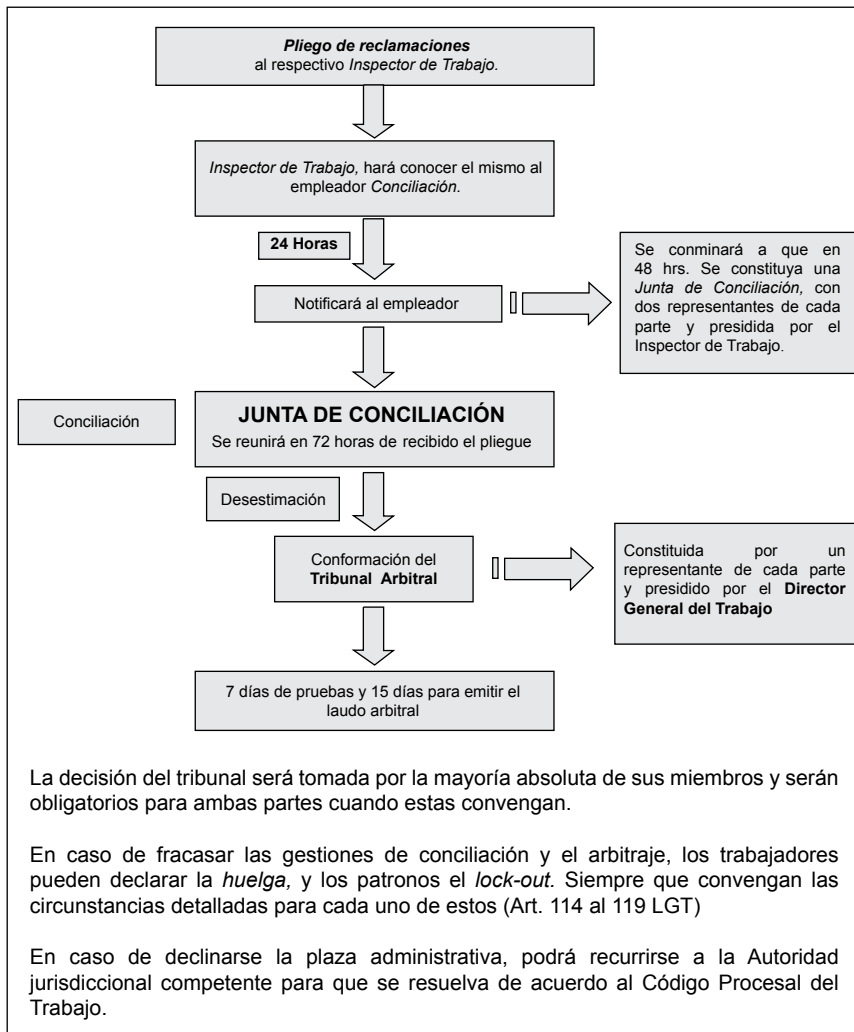 Pliego de reclamaciones
al respectivo Inspector de Trabajo.
Inspector de Trabajo, hará conocer el mismo al
empleador Conciliación.
24 Horas
Notificará al empleador
Se conminará a que en
48 hrs. Se constituya una
Junta de Conciliación, con
dos representantes de cada
parte y presidida por el
Inspector de Trabajo.
Conciliación
JUNTA DE CONCILIACIÓN
Se reunirá en 72 horas de recibido el pliegue
Desestimación
Conformación del
Tribunal Arbitral
Constituida por un
representante de cada parte
y presidido por el Director
General del Trabajo
7 días de pruebas y 15 días para emitir el
laudo arbitral
La decisión del tribunal será tomada por la mayoría absoluta de sus miembros y serán
obligatorios para ambas partes cuando estas convengan.
En caso de fracasar las gestiones de conciliación y el arbitraje, los trabajadores
pueden declarar la huelga, y los patronos el lock-out. Siempre que convengan las
circunstancias detalladas para cada uno de estos (Art. 114 al 119 LGT)
En caso de declinarse la plaza administrativa, podrá recurrirse a la Autoridad
jurisdiccional competente para que se resuelva de acuerdo al Código Procesal del
Trabajo.